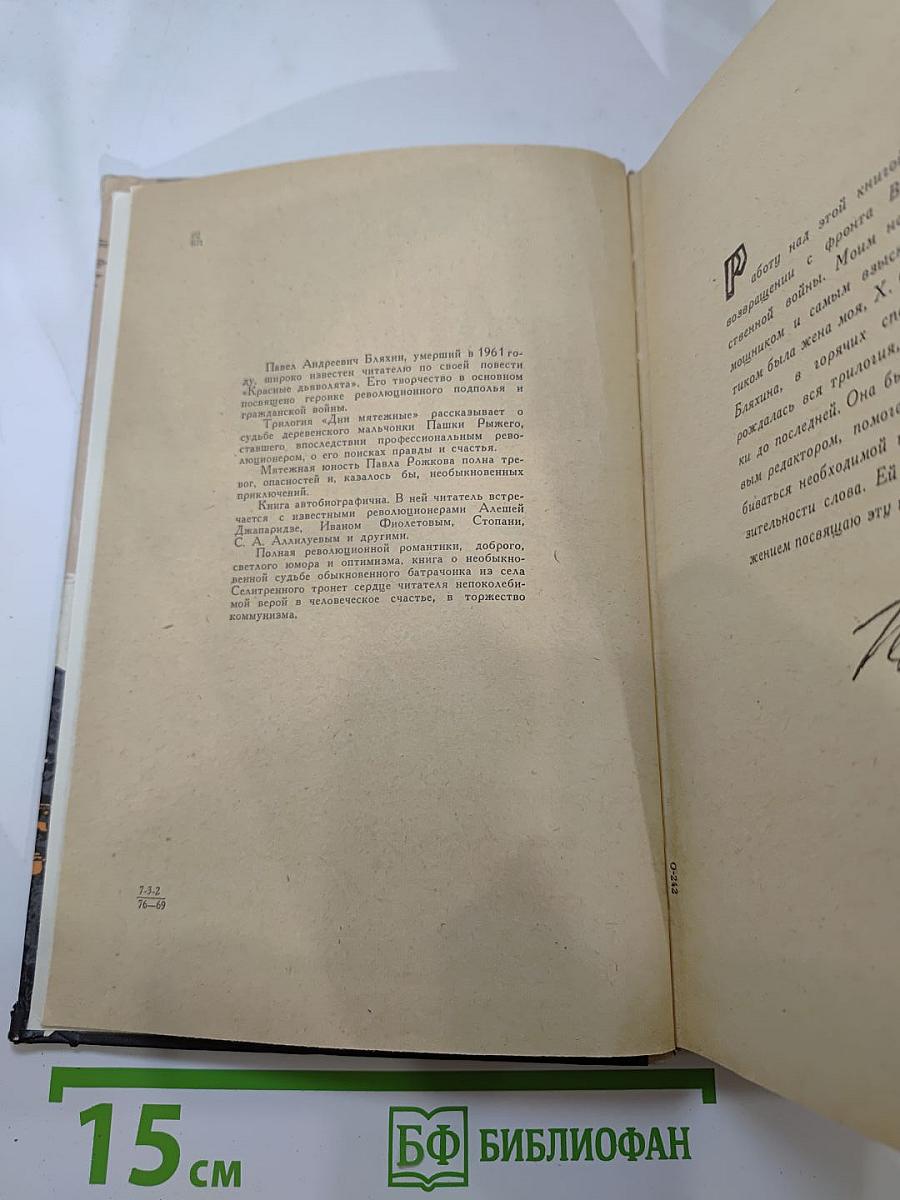 Р2
Павел Андреевич Бляхин, умерший в 1961 го-
ду, широко известен читателю по своей повести
«Красные дьяволята». Его творчество в основном
посвящено героике революционного подполья и
гражданской войны.
Трилогия «Дни мятежные» рассказывает о
судьбе деревенского мальчонки Пашки Рыжего,
ставшего впоследствии профессиональным рево-
люционером, о его поисках правды и счастья.
Мятежная юность Павла Рожкова полна тре-
вог, опасностей и, казалось бы, необыкновенных
приключений.
Книга автобиографична. В ней читатель встре-
чается с известными революционерами Алешей
Джапаридзе, Иваном Фиолетовым, Стопани,
С. А. Аллилуевым и другими.
Полная революционной романтики, доброго,
светлого юмора и оптимизма, книга о необыкно-
венной судьбе обыкновенного батрачонка из села
Селитренного тронет сердце читателя непоколеби-
мой верой в человеческое счастье, в торжество
коммунизма.
7-3-2
76—69
Работу над этой книгой
возвращении с фронта В
ственной войны. Моим
мощником и самым взыск
тиком была жена моя, Х.
Бляхина, в горячих
рождалась вся трилогия,
ки до последней. Она
вым редактором,
биваться необходимой
зительности слова. Ей
жением посвящаю эту
О-242
15 см
БФ БИБЛИОФАН